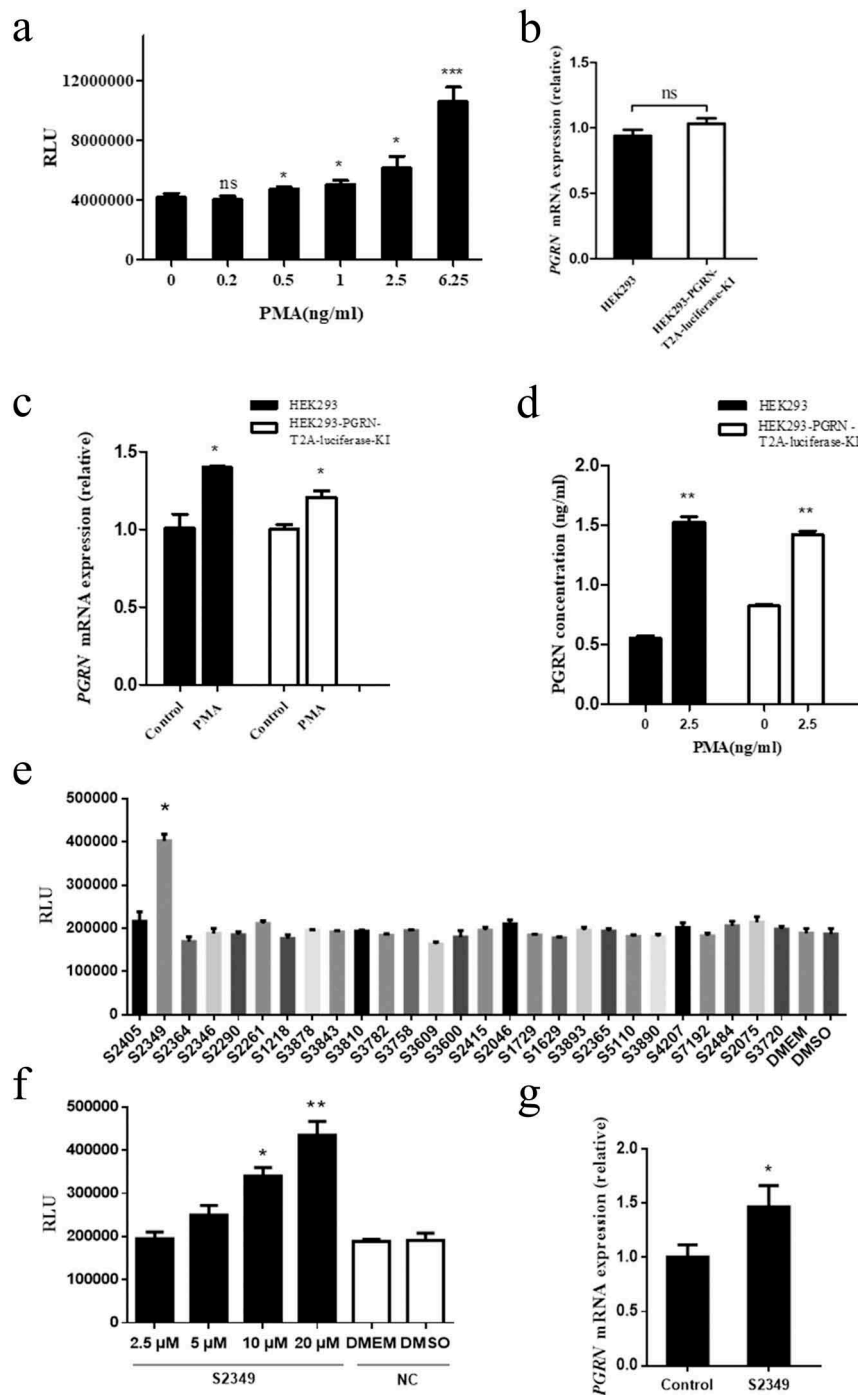 a
RLU
12000000
8000000
4000000
0
ns
*
*
*
***
0 0.2 0.5 1 2.5 6.25
PMA(ng/ml)
b
PGRN mRNA expression (relative)
1.5
1.0
0.5
0.0
ns
HEK293
HEK293-PGRN-
T2A-luciferase-KI
c
HEK293
HEK293-PGRN-
T2A-luciferase-KI
PGRN mRNA expression (relative)
1.5
1.0
0.5
0.0
*
*
Control PMA Control PMA
d
HEK293
HEK293-PGRN -
T2A-luciferase-KI
PGRN concentration (ng/ml)
2.0
1.5
1.0
0.5
0.0
**
**
0 2.5 0 2.5
PMA(ng/ml)
e
RLU
500000
400000
300000
200000
100000
0
*
S2405 S2349 S2364 S2346 S2290 S2261 S1218 S3878 S3843 S3810 S3782 S3758 S3609 S3600 S2415 S2046 S1729 S1629 S3893 S2365 S5110 S3890 S4207 S7192 S2484 S2075 S3720 DMEM DMSO
f
RLU
500000
400000
300000
200000
100000
0
*
**
2.5 µM 5 µM 10 µM 20 µM DMEM DMSO
S2349 NC
g
PGRN mRNA expression (relative)
2.0
1.5
1.0
0.5
0.0
*
Control S2349